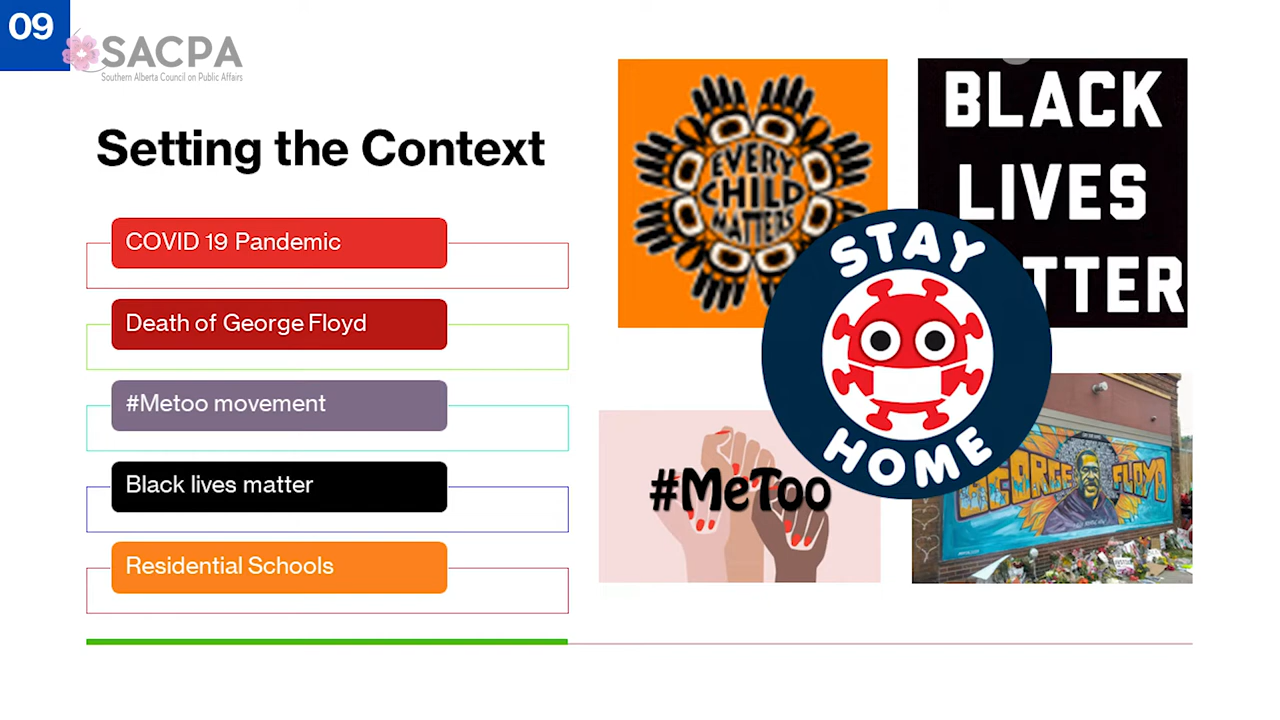 09
SACPA
Southern Alberta Council on Public Affairs
Setting the Context
COVID 19 Pandemic
Death of George Floyd
#Metoo movement
Black lives matter
Residential Schools
EVERY
CHILD
MATTERS
BLACK
LIVES
TTER
STAY
HOME
#MeToo
GEORGE FLOYD